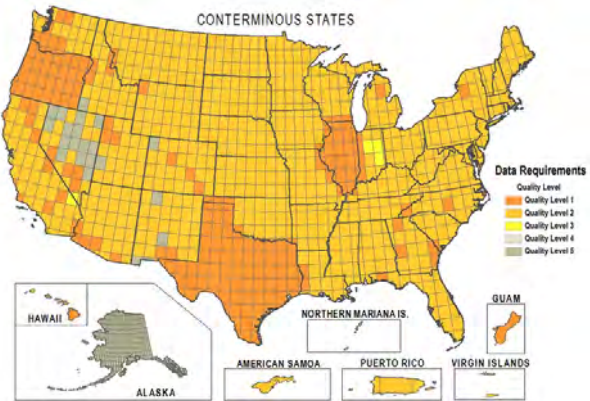 CONTERMINOUS STATES
Data Requirements
Quality Level
Quality Level 1
Quality Level 2
Quality Level 3
Quality Level 4
Quality Level 5
HAWAII
ALASKA
NORTHERN MARIANA IS.
GUAM
AMERICAN SAMOA
PUERTO RICO
VIRGIN ISLANDS